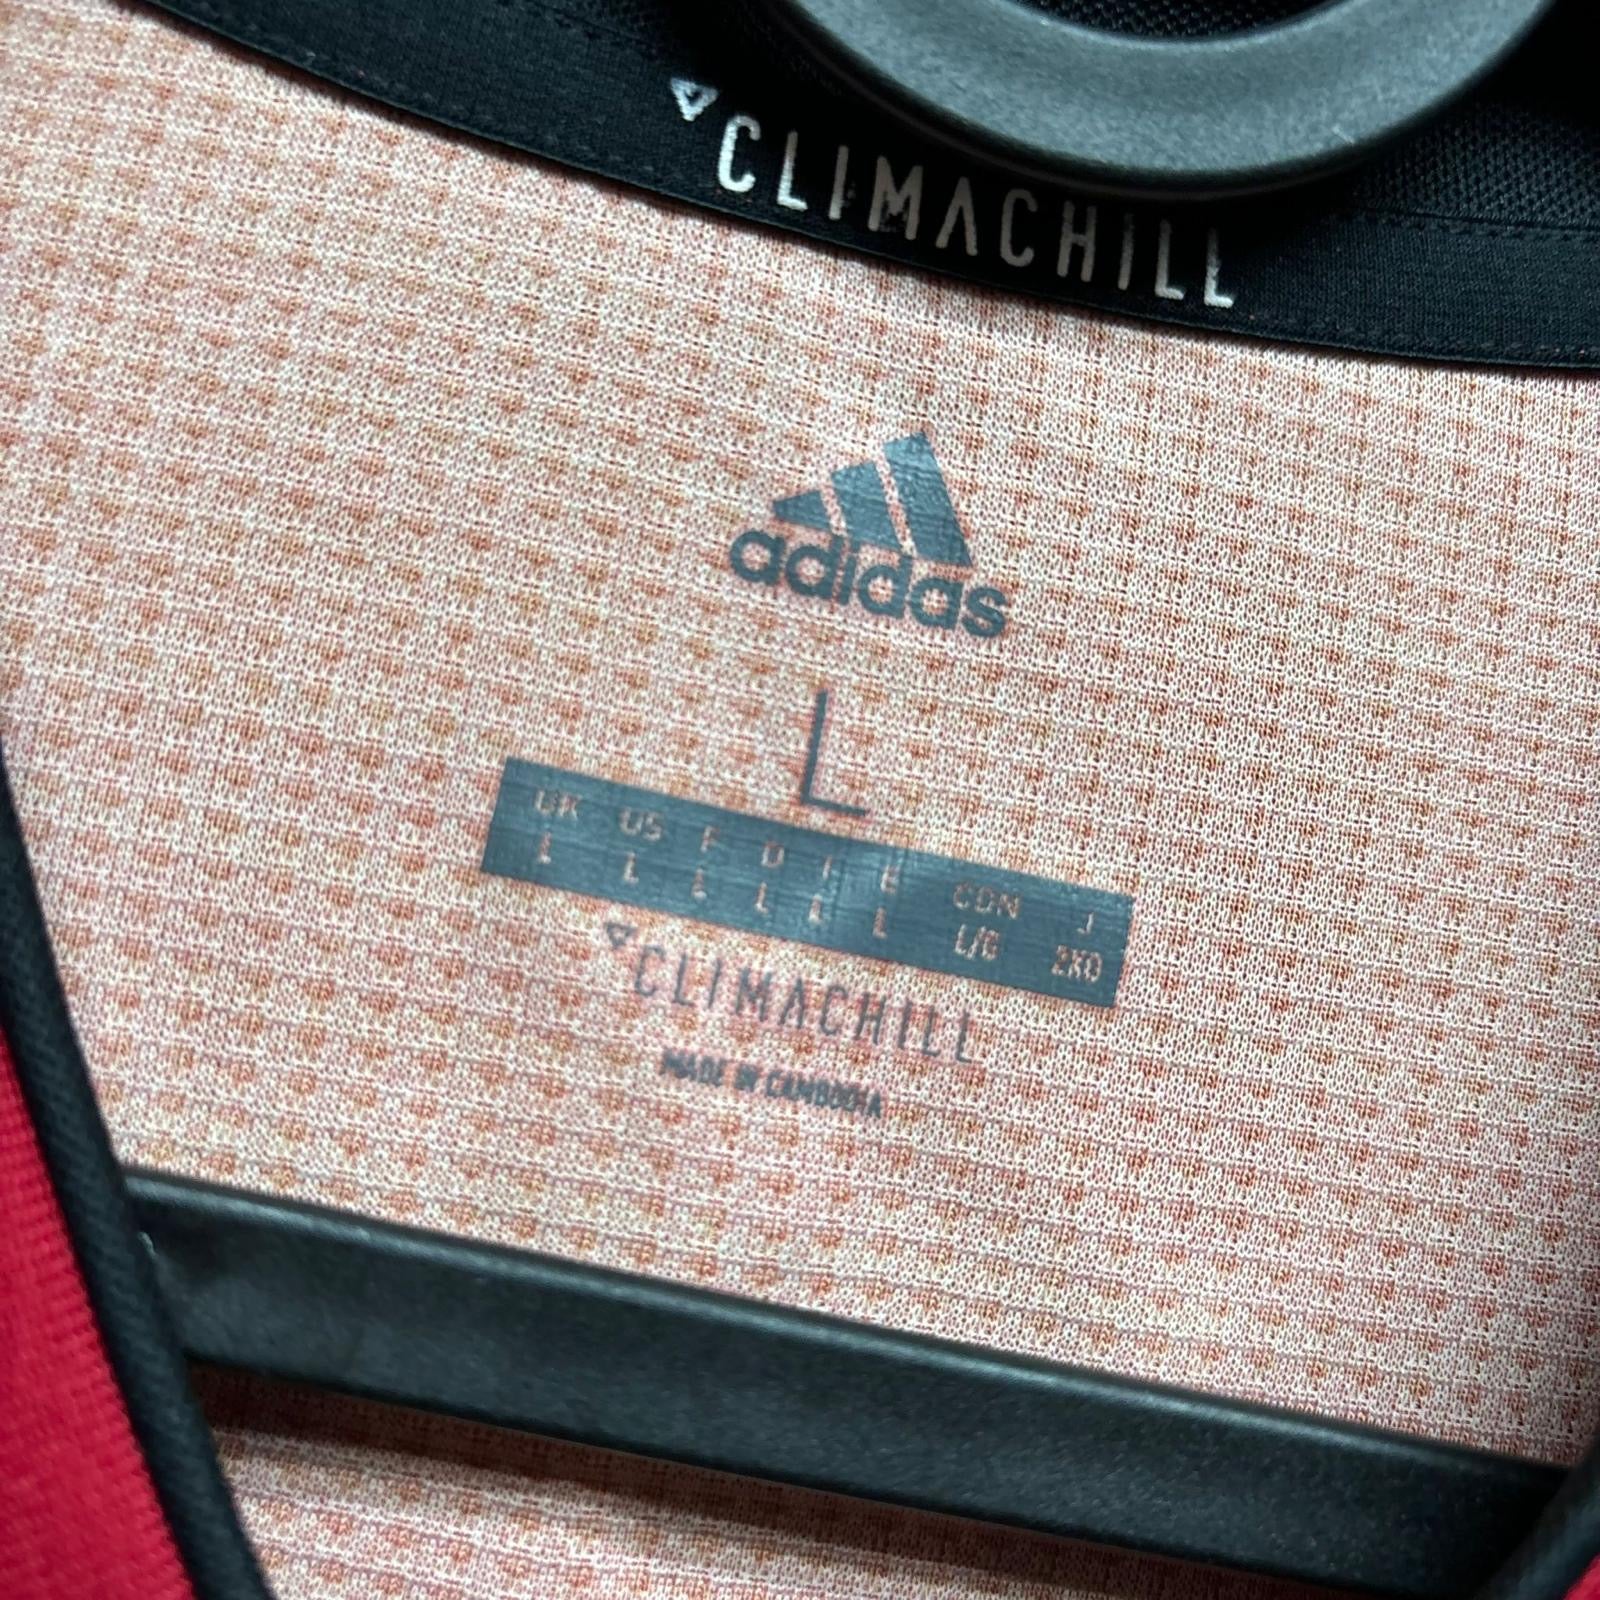 CLIMACHILL
adidas
L
UK US F D I E CDN J
L L L L L L L/G 2XO
CLIMACHILL
MADE IN CAMBODIA